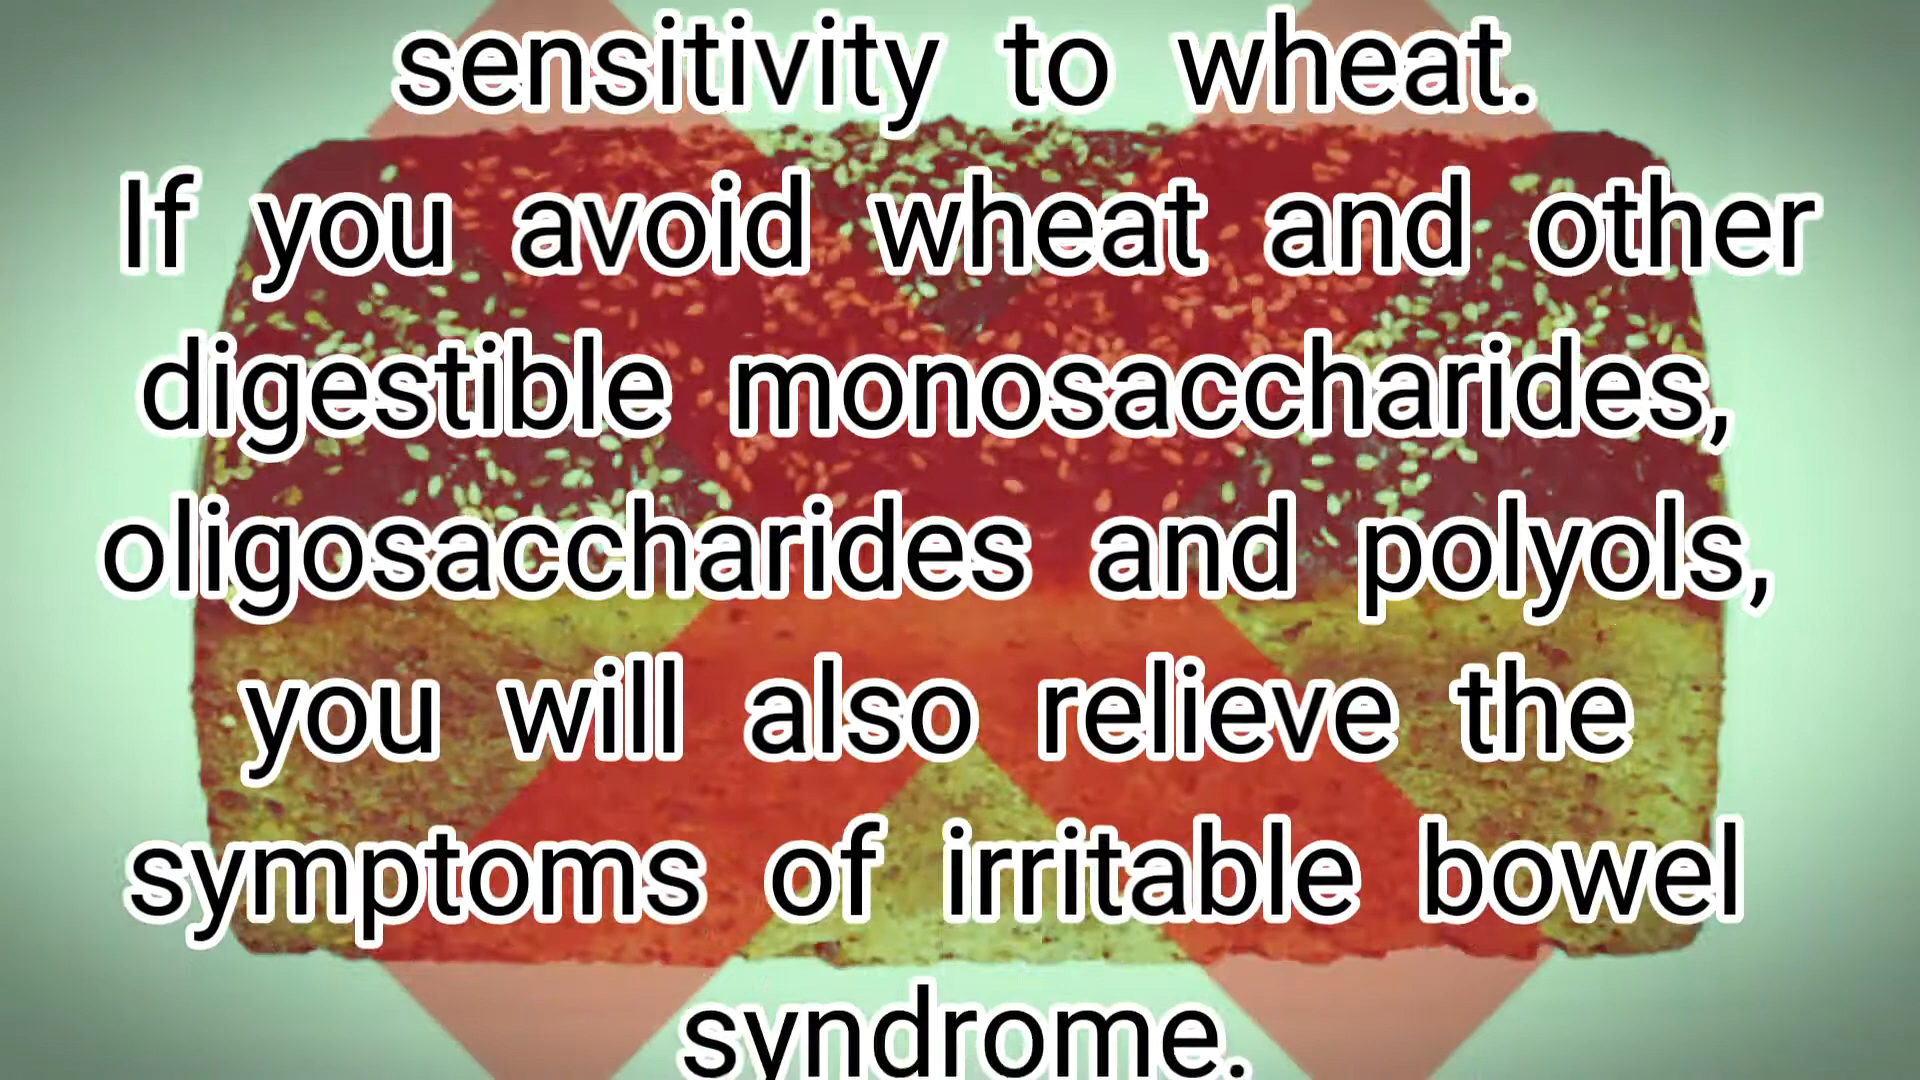 sensitivity to wheat.
If you avoid wheat and other
digestible monosaccharides,
oligosaccharides and polyols,
you will also relieve the
symptoms of irritable bowel
syndrome.